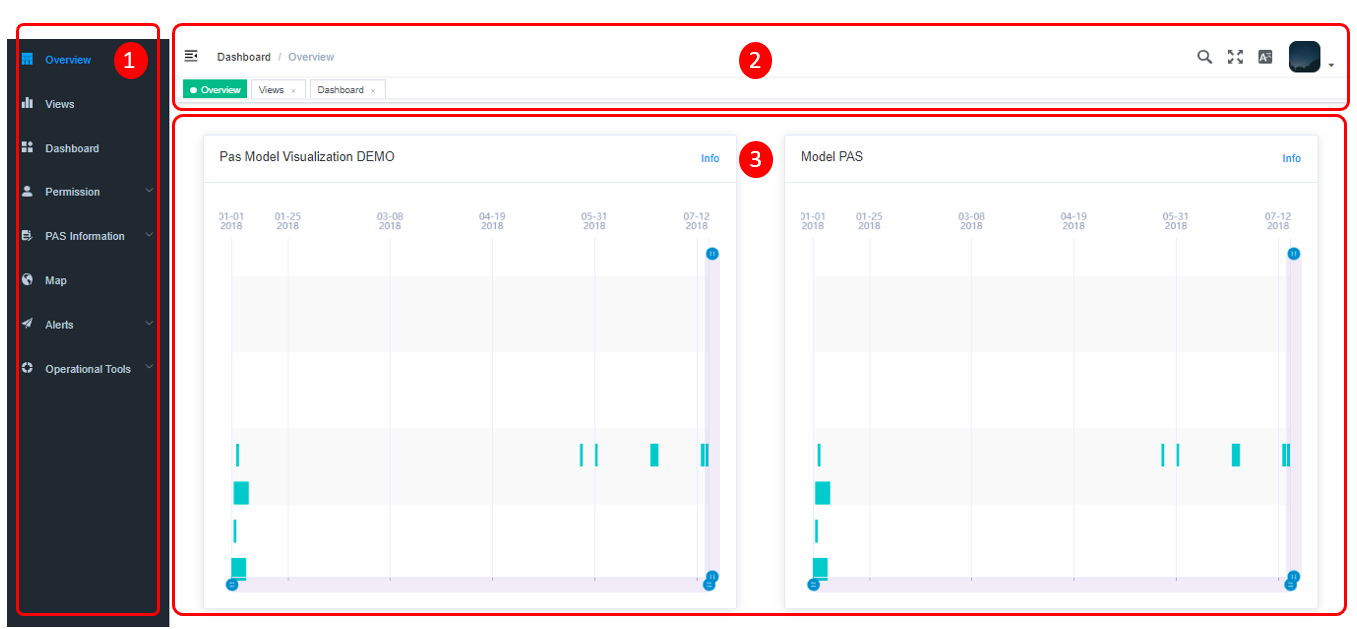 Overview
1
Views
Dashboard
Permission
PAS Information
Map
Alerts
Operational Tools
Dashboard / Overview
2
Overview Views × Dashboard ×
Pas Model Visualization DEMO Info
3
Model PAS Info
01-01 01-25 03-08 04-19 05-31 07-12
2018 2018 2018 2018 2018 2018
01-01 01-25 03-08 04-19 05-31 07-12
2018 2018 2018 2018 2018 2018